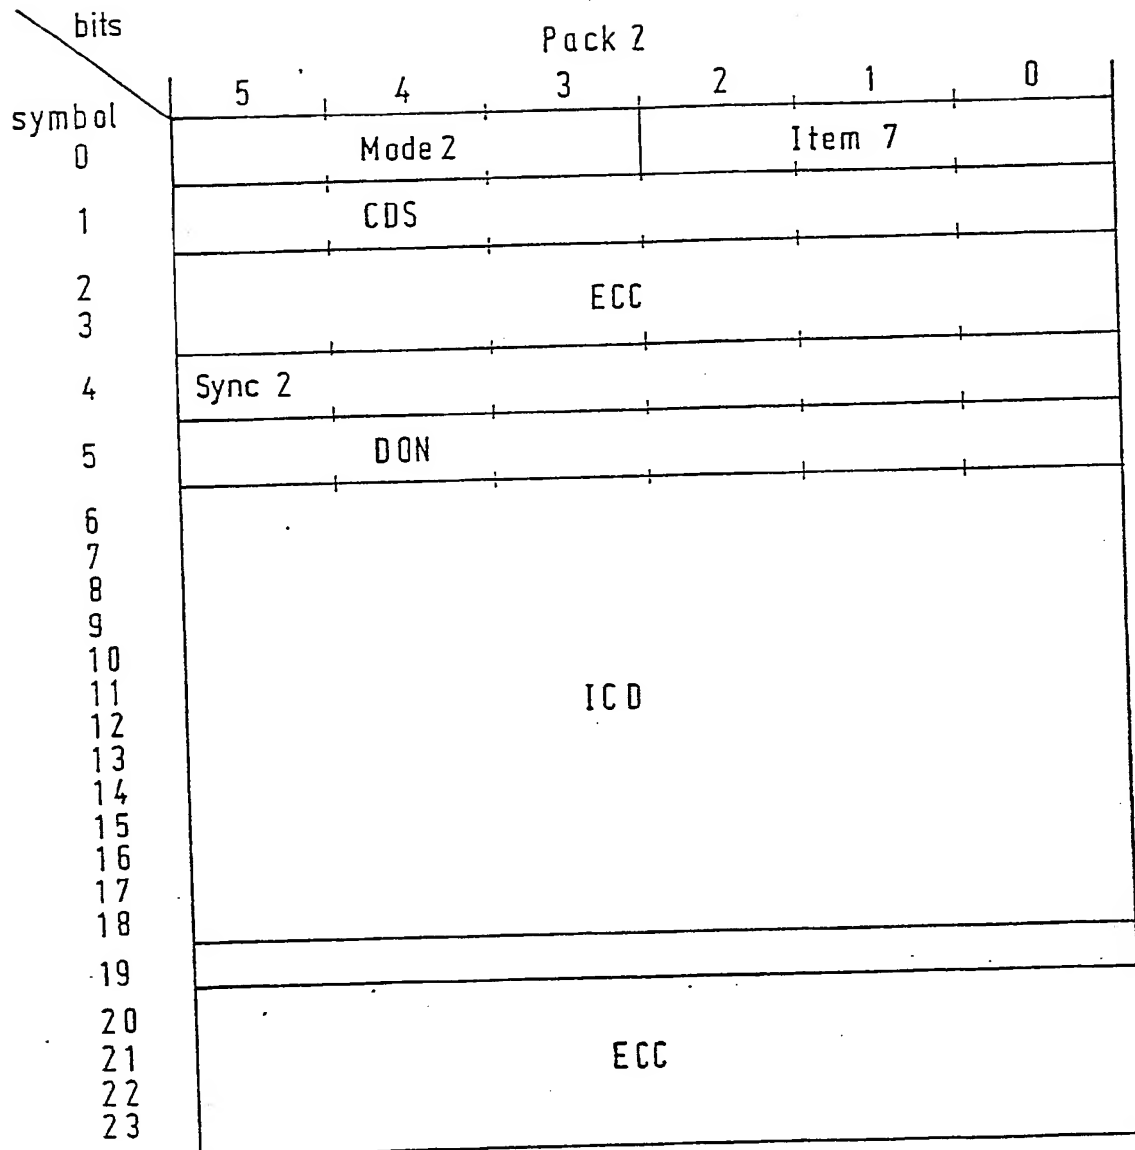 bits
Pack 2
5 4 3 2 1 0
symbol
0 Mode 2 Item 7
1 CDS
2
ECC
3
4 Sync 2
5 DON
6
7
8
9
10
11 ICD
12
13
14
15
16
17
18
19
20
21 ECC
22
23